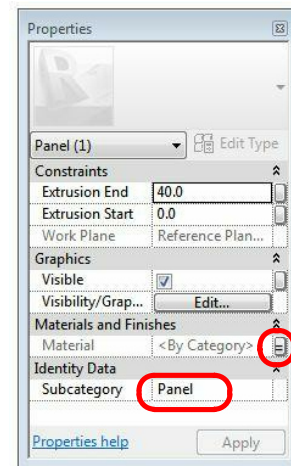 Properties
Panel (1) Edit Type
Constraints
Extrusion End 40.0
Extrusion Start 0.0
Work Plane Reference Plan...
Graphics
Visible
Visibility/Grap... Edit...
Materials and Finishes
Material <By Category> =
Identity Data
Subcategory Panel
Properties help Apply